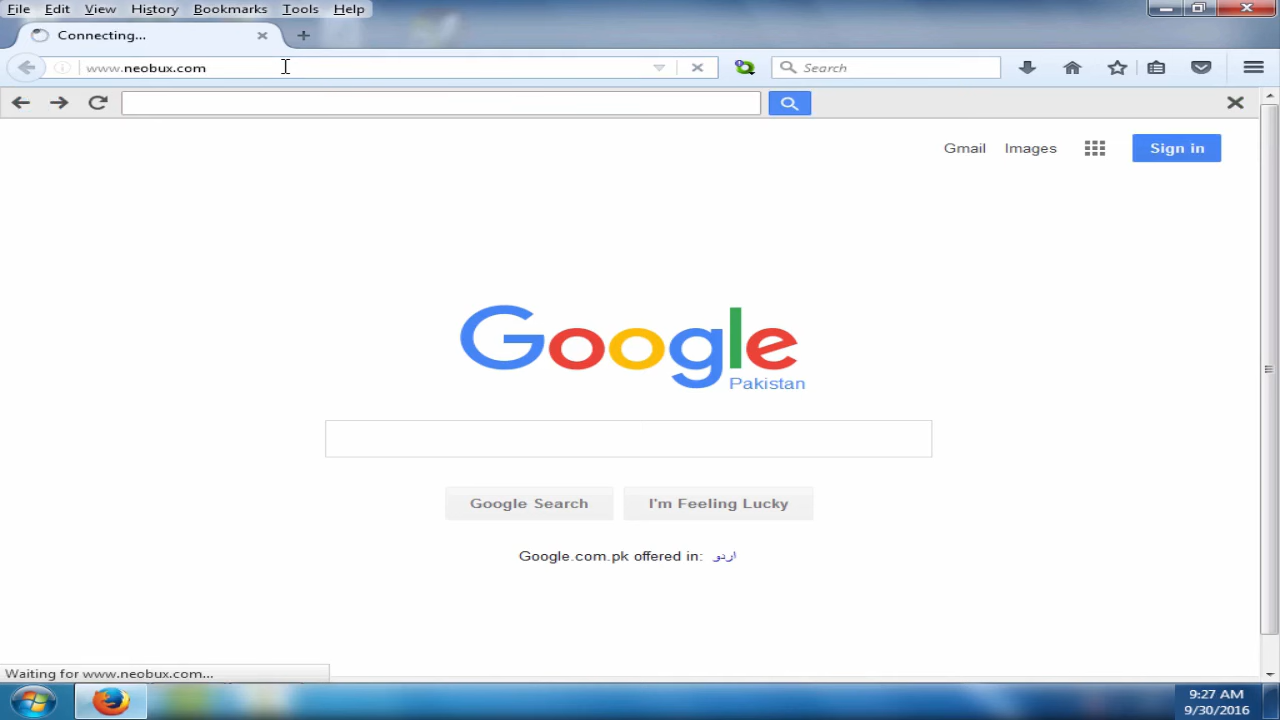 File Edit View History Bookmarks Tools Help
Connecting...
www.neobux.com
Search
Gmail Images Sign in
Google
Pakistan
Google Search I'm Feeling Lucky
Google.com.pk offered in: اردو
Waiting for www.neobux.com...
9:27 AM
9/30/2016